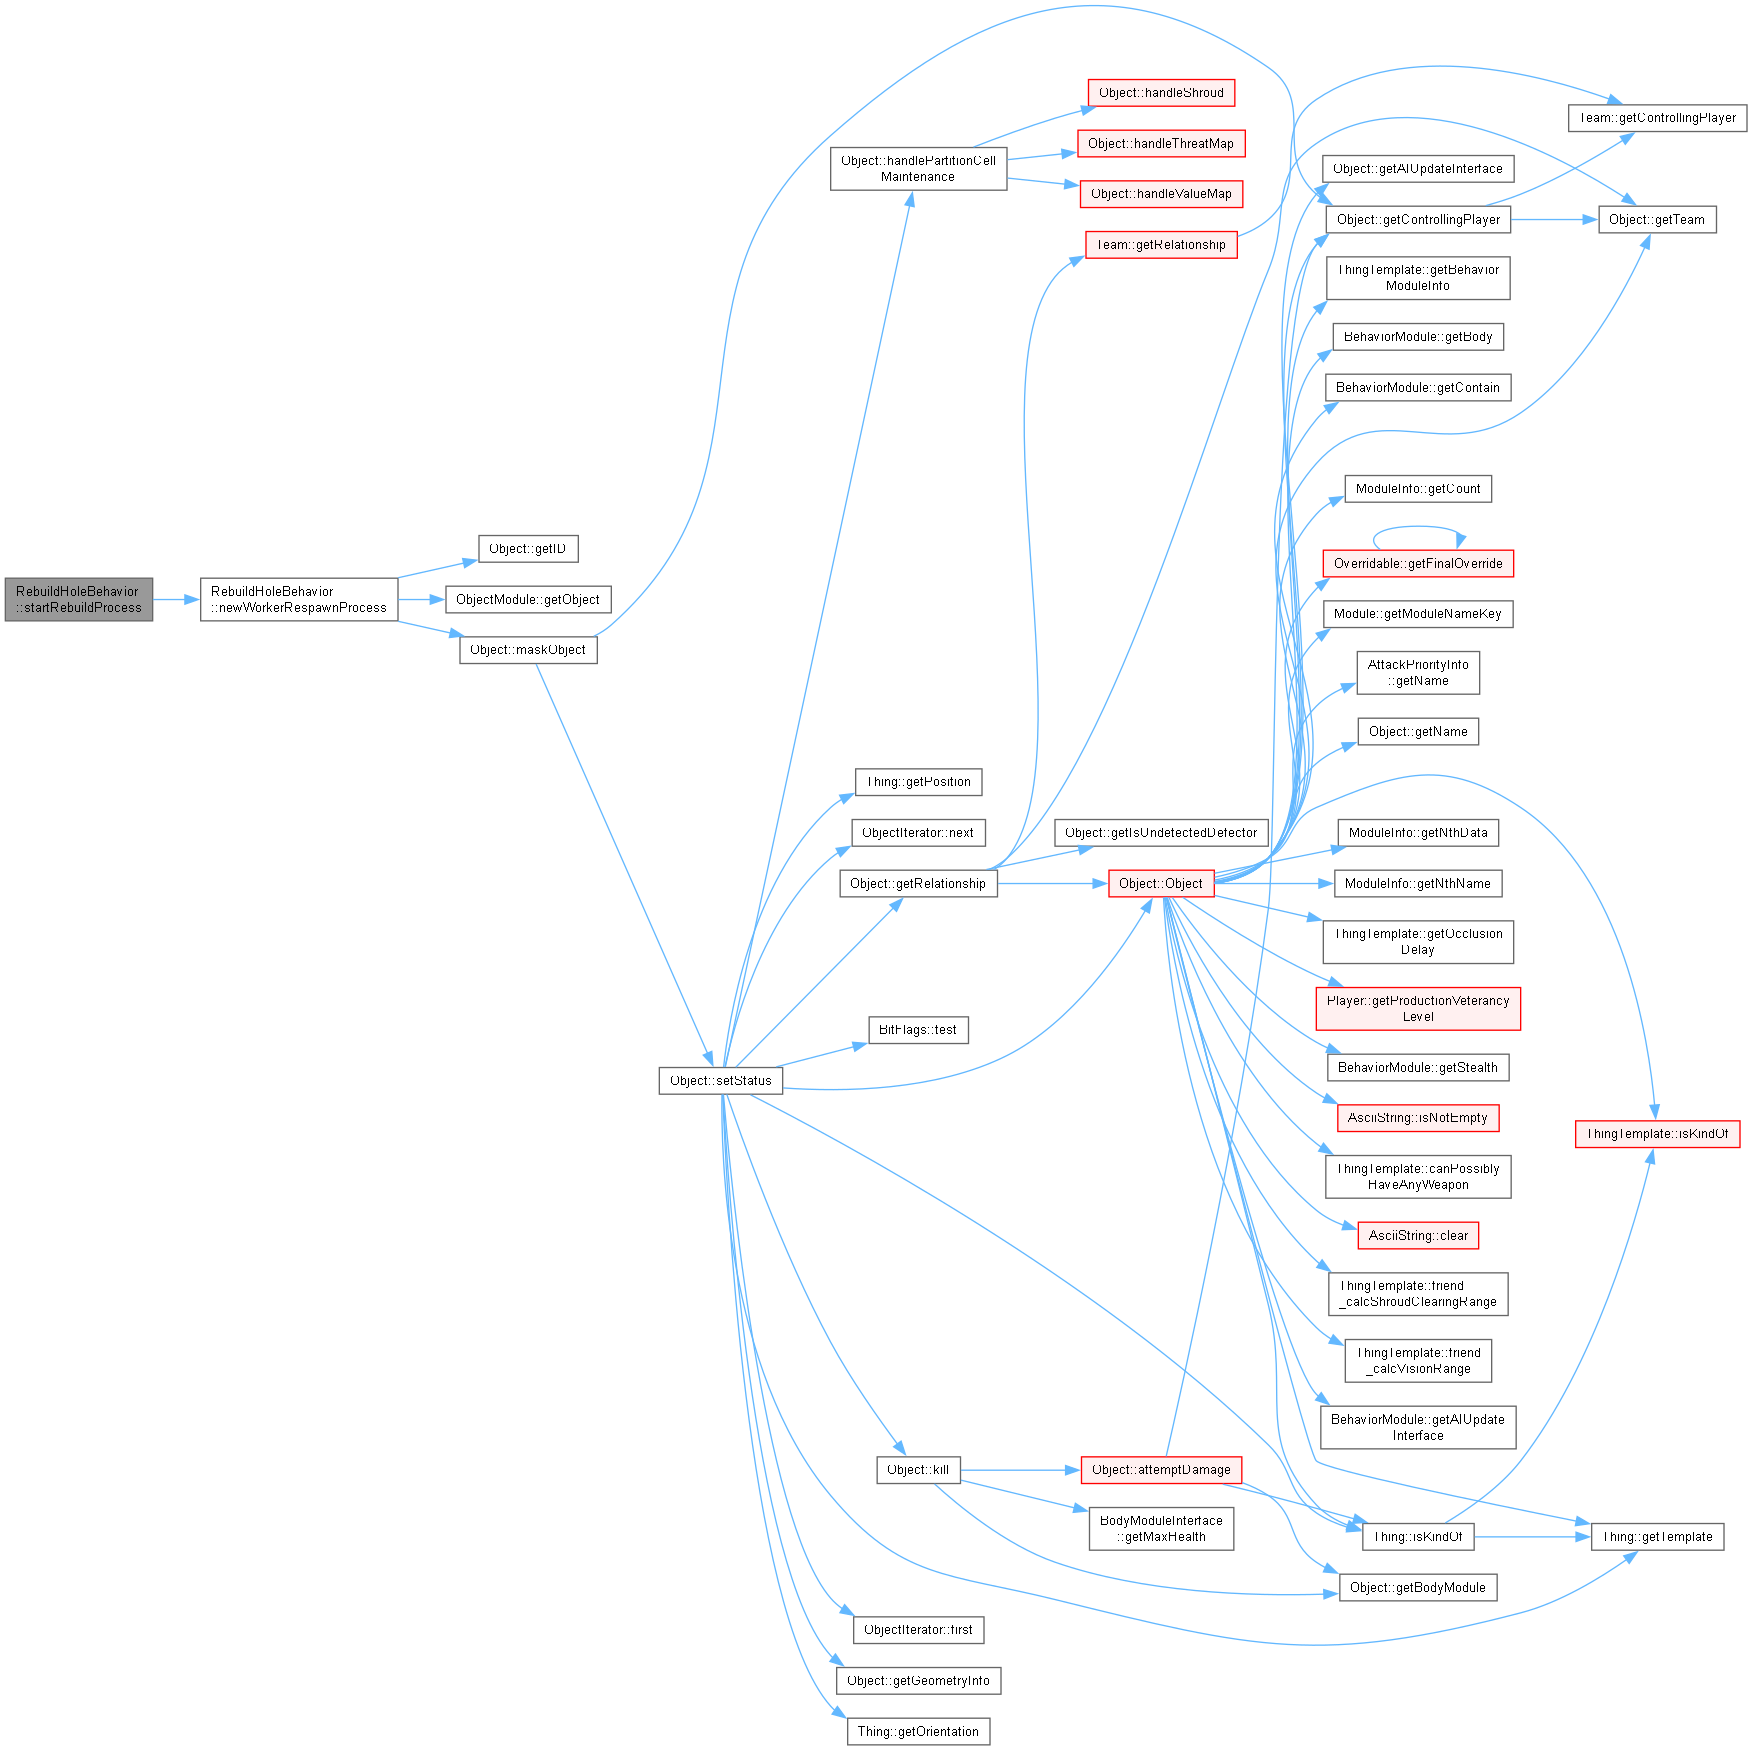 RebuildHoleBehavior
::startRebuildProcess
RebuildHoleBehavior
::newWorkerRespawnProcess
Object::getID
ObjectModule::getObject
Object::maskObject
Object::setStatus
Object::handlePartitionCell
Maintenance
Thing::getPosition
ObjectIterator::next
Object::getRelationship
BitFlags::test
Object::kill
ObjectIterator::first
Object::getGeometryInfo
Thing::getOrientation
Object::handleShroud
Object::handleThreatMap
Object::handleValueMap
Team::getRelationship
Object::getIsUndetectedDefector
Object::Object
Object::attemptDamage
BodyModuleInterface
::getMaxHealth
Object::getAIUpdateInterface
Object::getControllingPlayer
ThingTemplate::getBehavior
ModuleInfo
BehaviorModule::getBody
BehaviorModule::getContain
ModuleInfo::getCount
Overridable::getFinalOverride
Module::getModuleNameKey
AttackPriorityInfo
::getName
Object::getName
ModuleInfo::getNthData
ModuleInfo::getNthName
ThingTemplate::getOcclusion
Delay
Player::getProductionVeterancy
Level
BehaviorModule::getStealth
AsciiString::isNotEmpty
ThingTemplate::canPossibly
HaveAnyWeapon
AsciiString::clear
ThingTemplate::friend
_calcShroudClearingRange
ThingTemplate::friend
_calcVisionRange
BehaviorModule::getAIUpdate
Interface
Thing::isKindOf
Object::getBodyModule
Team::getControllingPlayer
Object::getTeam
ThingTemplate::isKindOf
Thing::getTemplate